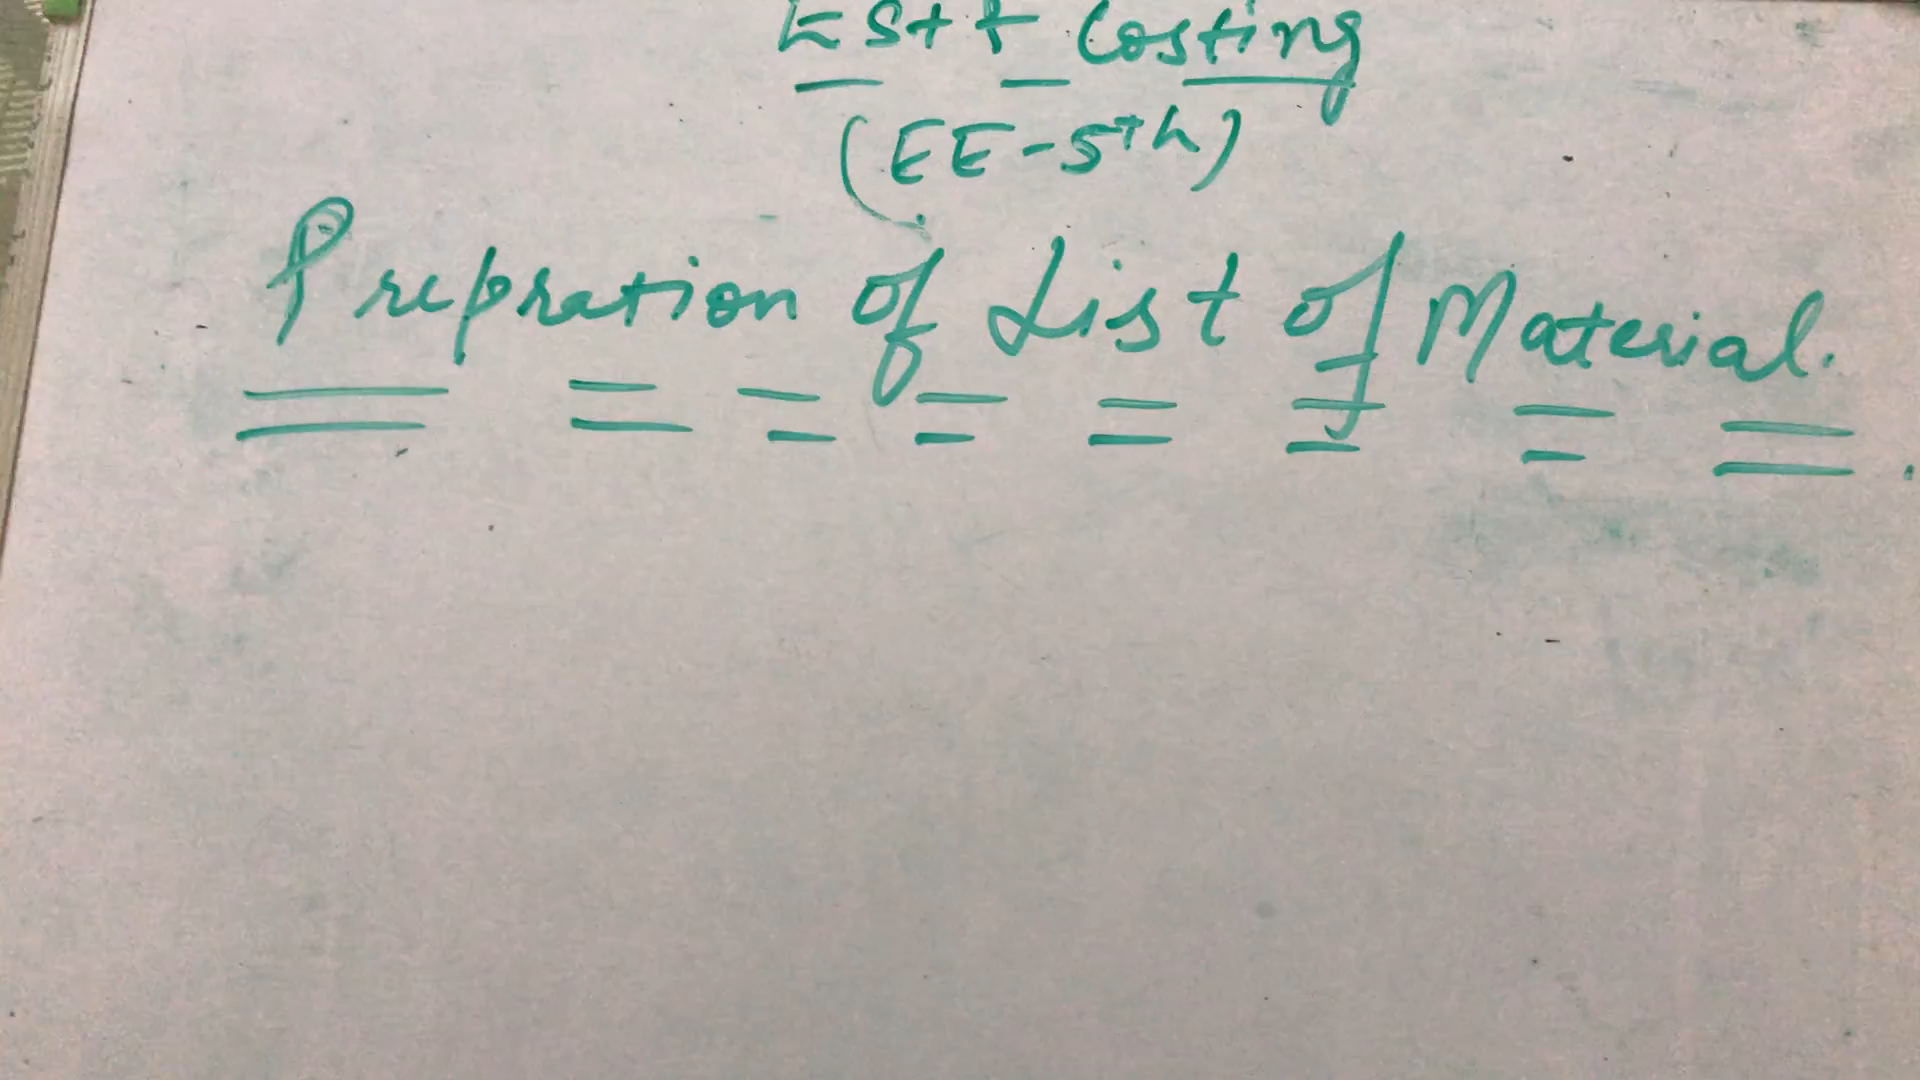 Est & Costing
(EE-5th)
Prepration of List of Material.